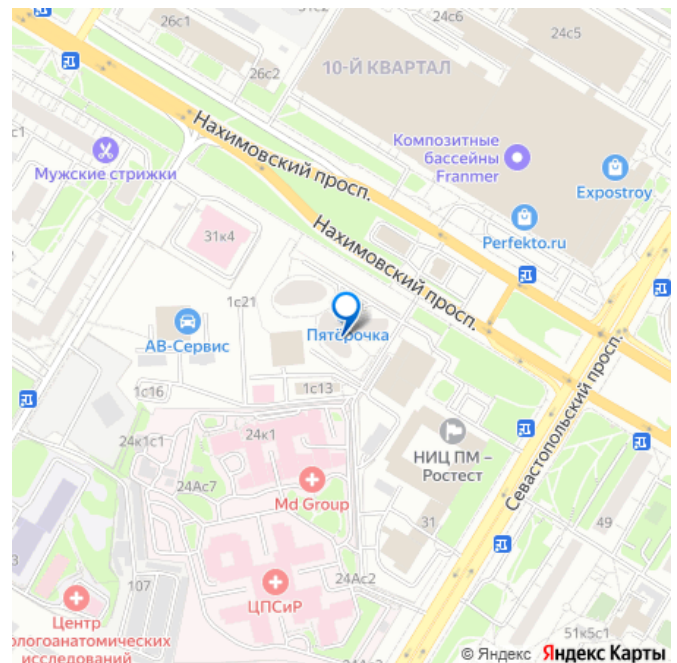 26с1
24с6
24с5
26с2
10-Й КВАРТАЛ
Нахимовский просп.
Композитные
бассейны
Franmer
Expostroy
Мужские стрижки
Perfekto.ru
31к4
Нахимовский просп.
1с21
АВ-Сервис
Пятёрочка
1с16
1с13
Севастопольский просп.
24к1с1
24к1
НИЦ ПМ –
Ростест
24Ас7
Md Group
31
49
24Ас2
107
ЦПСиР
Центр
ологоанатомических
исследований
51к5с1
© Яндекс Яндекс Карты